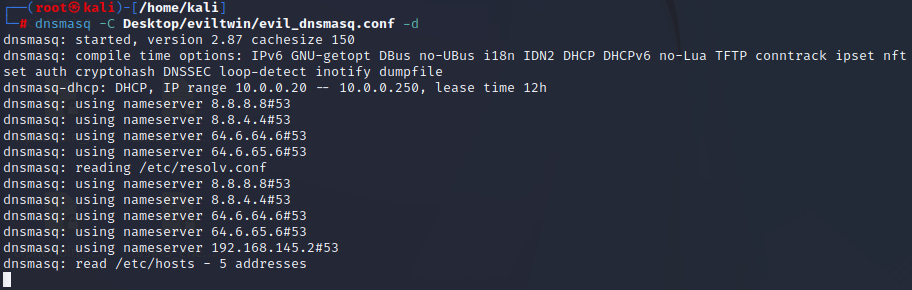 ┌──(root㉿kali)-[/home/kali]
└─# dnsmasq -C Desktop/eviltwin/evil_dnsmasq.conf -d
dnsmasq: started, version 2.87 cachesize 150
dnsmasq: compile time options: IPv6 GNU-getopt DBus no-UBus i18n IDN2 DHCP DHCPv6 no-Lua TFTP conntrack ipset nft
set auth cryptohash DNSSEC loop-detect inotify dumpfile
dnsmasq-dhcp: DHCP, IP range 10.0.0.20 -- 10.0.0.250, lease time 12h
dnsmasq: using nameserver 8.8.8.8#53
dnsmasq: using nameserver 8.8.4.4#53
dnsmasq: using nameserver 64.6.64.6#53
dnsmasq: using nameserver 64.6.65.6#53
dnsmasq: reading /etc/resolv.conf
dnsmasq: using nameserver 8.8.8.8#53
dnsmasq: using nameserver 8.8.4.4#53
dnsmasq: using nameserver 64.6.64.6#53
dnsmasq: using nameserver 64.6.65.6#53
dnsmasq: using nameserver 192.168.145.2#53
dnsmasq: read /etc/hosts - 5 addresses